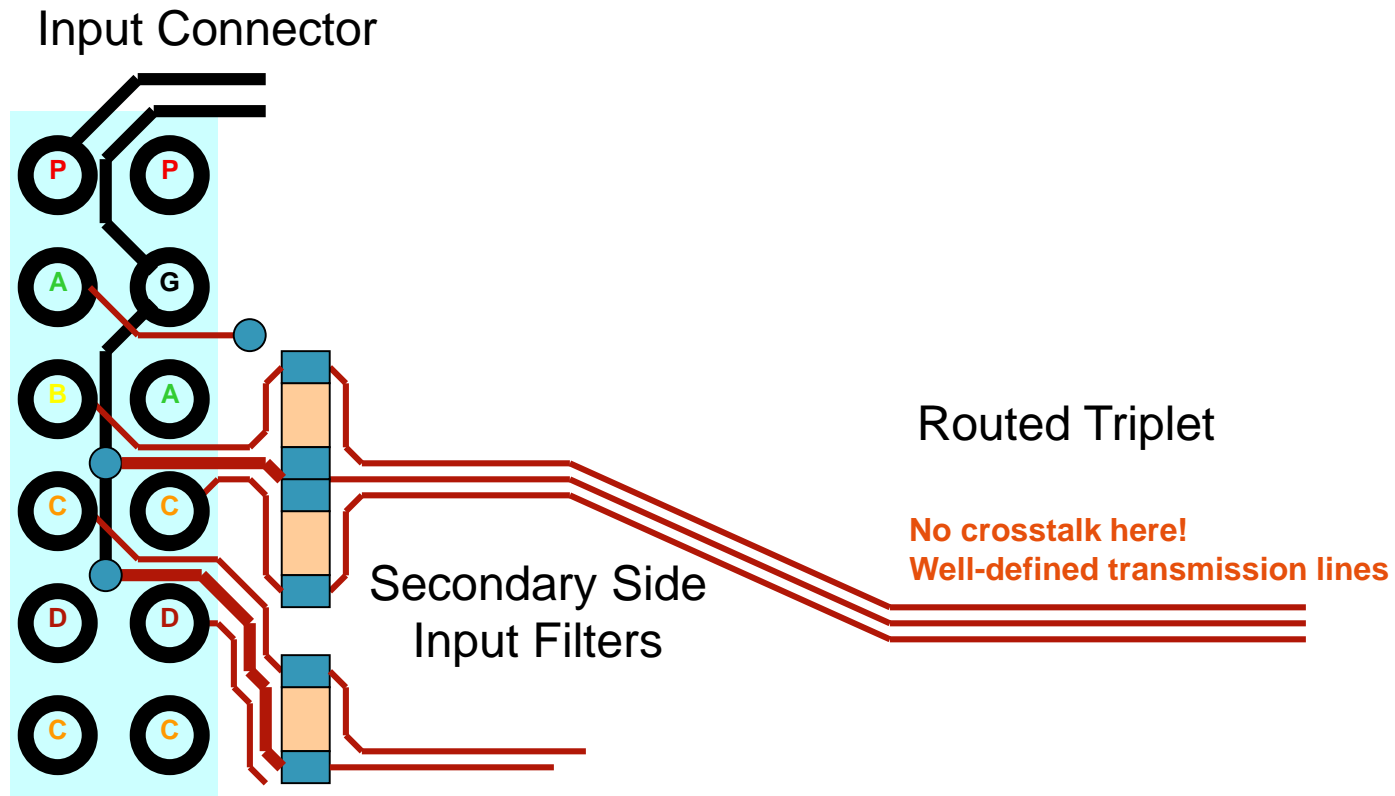 Input Connector
P P
A G
B A
C C
D D
C C
Routed Triplet
No crosstalk here!
Well-defined transmission lines
Secondary Side
Input Filters